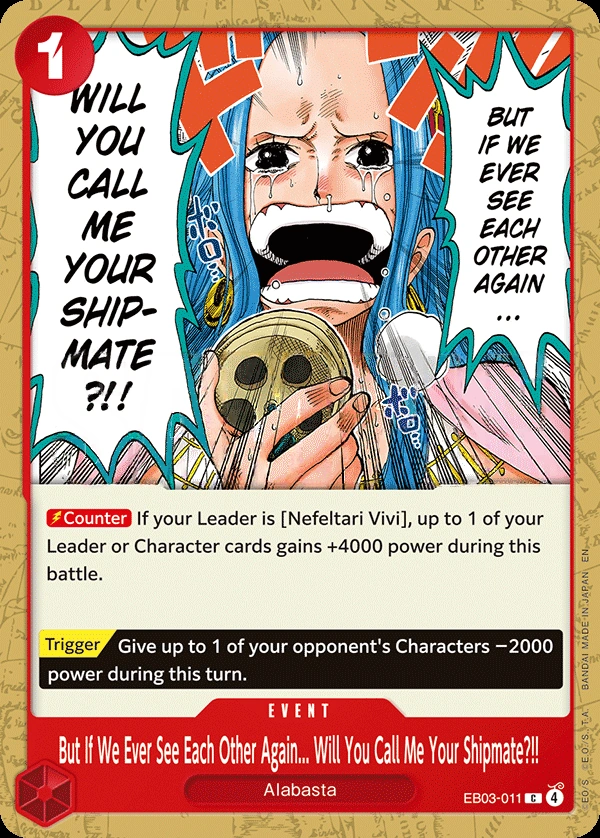 1
BUT
IF WE
EVER
SEE
EACH
OTHER
AGAIN
...
WILL
YOU
CALL
ME
YOUR
SHIP-
MATE
?!!
ボロ
ボロ
⚡Counter If your Leader is [Nefeltari Vivi], up to 1 of your
Leader or Character cards gains +4000 power during this
battle.
Trigger Give up to 1 of your opponent's Characters −2000
power during this turn.
EVENT
But If We Ever See Each Other Again... Will You Call Me Your Shipmate?!!
Alabasta
EB03-011 C 4
©E.O.S. ©E.O.S., T.A. BANDAI MADE IN JAPAN EN